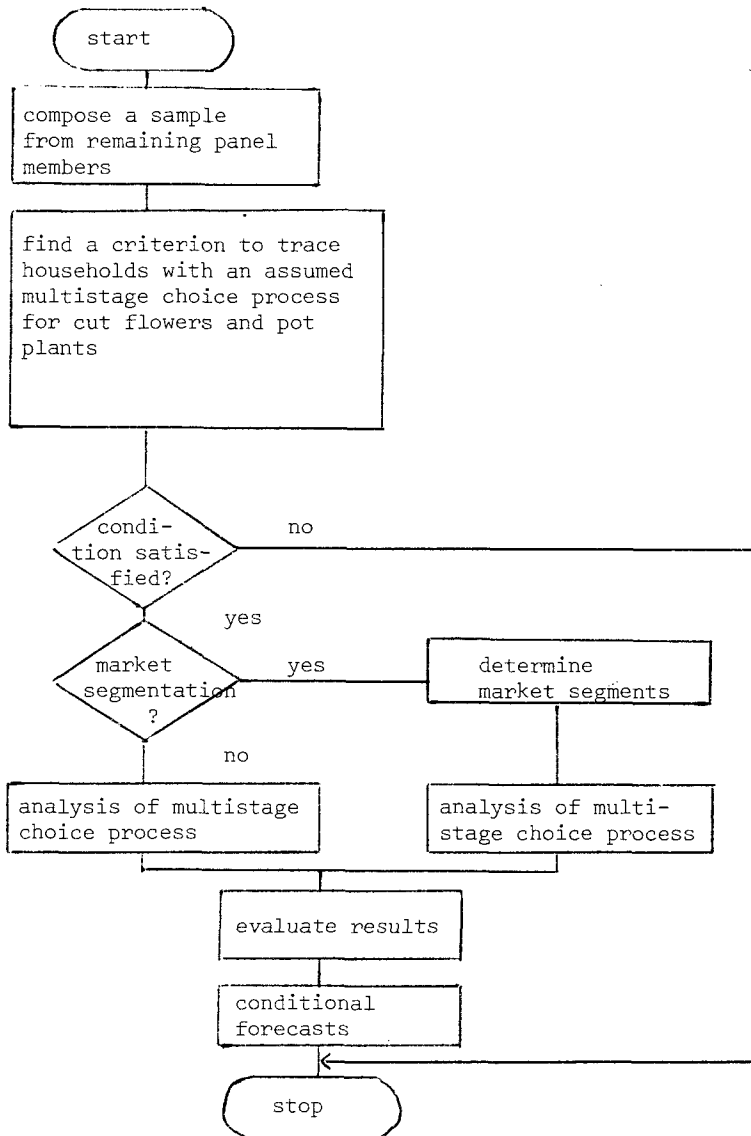 start
compose a sample
from remaining panel
members
find a criterion to trace
households with an assumed
multistage choice process
for cut flowers and pot
plants
condi-
tion satis-
fied?
no
yes
market
segmentation
?
yes
no
determine
market segments
analysis of multistage
choice process
analysis of multi-
stage choice process
evaluate results
conditional
forecasts
stop